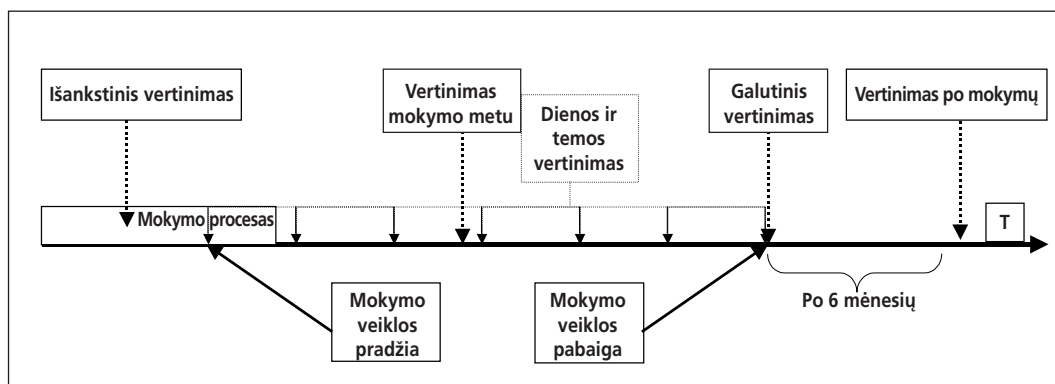 Išankstinis vertinimas
Vertinimas
mokymo metu
Dienos ir
temos
vertinimas
Galutinis
vertinimas
Vertinimas po mokymų
Mokymo procesas
T
Mokymo
veiklos
pradžia
Mokymo
veiklos
pabaiga
Po 6 mėnesių